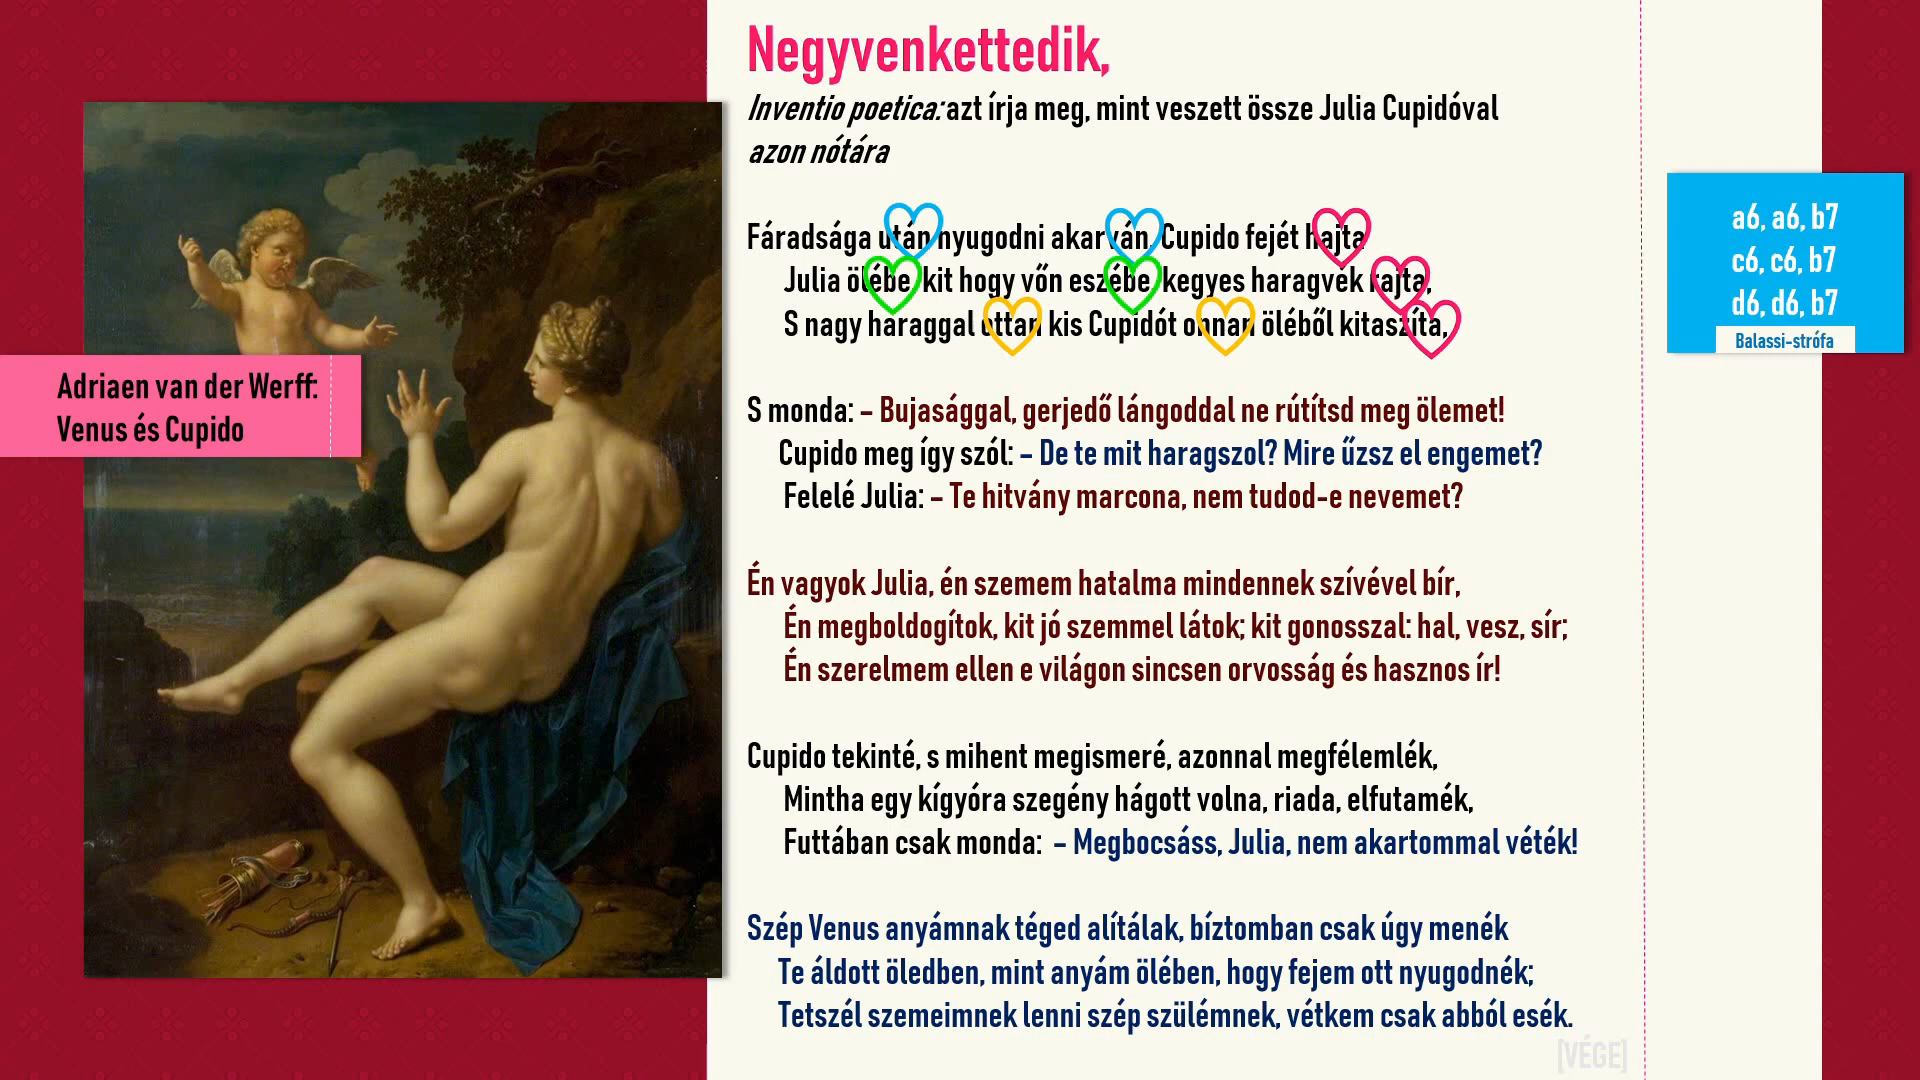 Negyvenkettedik,
Inventio poetica: azt írja meg, mint veszett össze Julia Cupidóval
azon nótára
Fáradsága után nyugodni akarván, Cupido fejét hajta
Julia ölébe, kit hogy vőn eszébe, kegyes haragvék rajta,
S nagy haraggal ottan kis Cupidót onnan öléből kitaszíta,
S monda: – Bujasággal, gerjedő lángoddal ne rútítsd meg ölemet!
Cupido meg így szól: – De te mit haragszol? Mire űzsz el engemet?
Felelé Julia: – Te hitvány marcona, nem tudod-e nevemet?
Én vagyok Julia, én szemem hatalma mindennek szívével bír,
Én megboldogítok, kit jó szemmel látok; kit gonosszal: hal, vesz, sír;
Én szerelmem ellen e világon sincsen orvosság és hasznos ír!
Cupido tekinté, s mihent megismeré, azonnal megfélemlék,
Mintha egy kígyóra szegény hágott volna, riada, elfutamék,
Futtában csak monda: – Megbocsáss, Julia, nem akartommal véték!
Szép Venus anyámnak téged alítálak, bíztomban csak úgy menék
Te áldott öledben, mint anyám ölében, hogy fejem ott nyugodnék;
Tetszél szemeimnek lenni szép szülémnek, vétkem csak abból esék.
[VÉGE]
Adriaen van der Werff:
Venus és Cupido
a6, a6, b7
c6, c6, b7
d6, d6, b7
Balassi-strófa